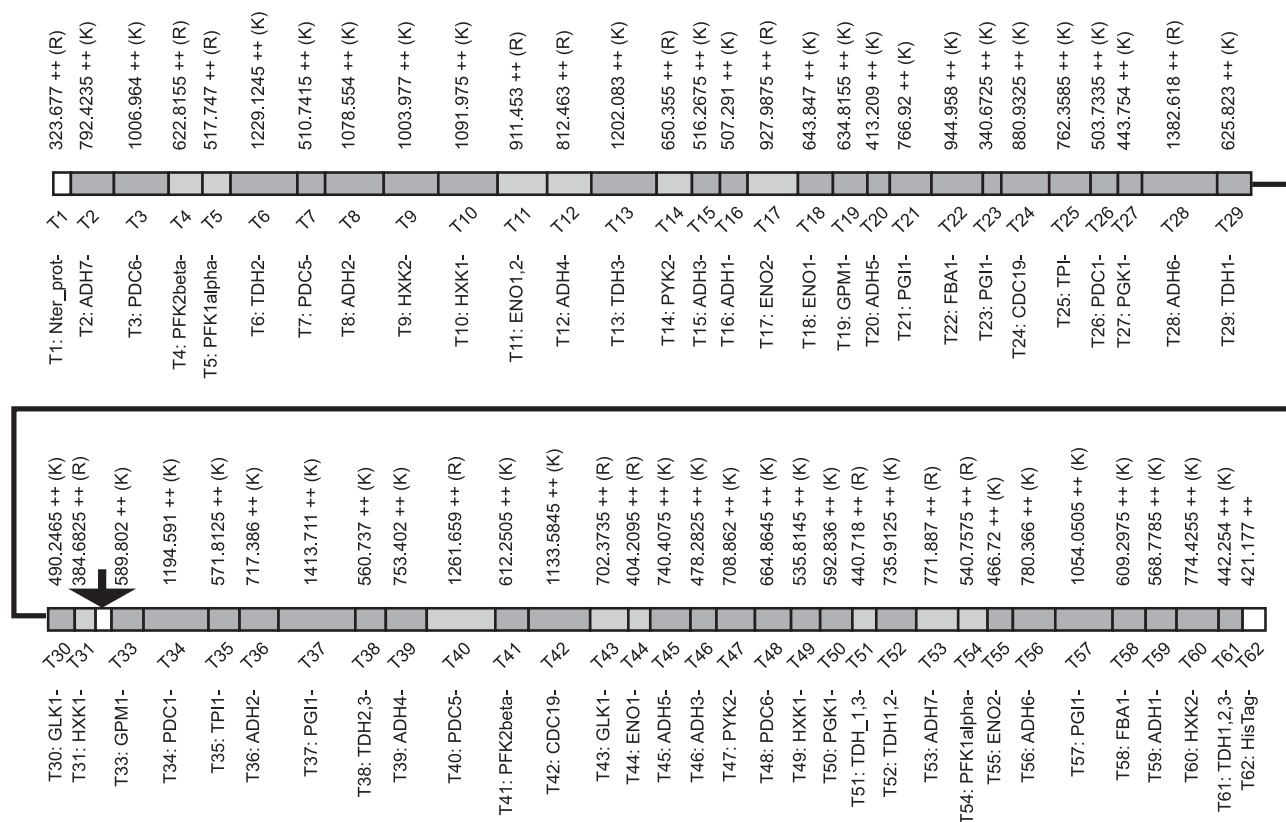 323.677 ++ (R)
792.4235 ++ (K)
1006.964 ++ (K)
622.8155 ++ (R)
517.747 ++ (R)
1229.1245 ++ (K)
510.7415 ++ (K)
1078.554 ++ (K)
1003.977 ++ (K)
1091.975 ++ (K)
911.453 ++ (R)
812.463 ++ (R)
1202.083 ++ (K)
650.355 ++ (R)
516.2675 ++ (K)
507.291 ++ (K)
927.9875 ++ (R)
643.847 ++ (K)
634.8155 ++ (K)
413.209 ++ (K)
766.92 ++ (K)
944.958 ++ (K)
340.6725 ++ (K)
880.9325 ++ (K)
762.3585 ++ (K)
503.7335 ++ (K)
443.754 ++ (K)
1382.618 ++ (R)
625.823 ++ (K)
T1
T2
T3
T4
T5
T6
T7
T8
T9
T10
T11
T12
T13
T14
T15
T16
T17
T18
T19
T20
T21
T22
T23
T24
T25
T26
T27
T28
T29
T1: Nter_prot-
T2: ADH7-
T3: PDC6-
T4: PFK2beta-
T5: PFK1alpha-
T6: TDH2-
T7: PDC5-
T8: ADH2-
T9: HXK2-
T10: HXK1-
T11: ENO1,2-
T12: ADH4-
T13: TDH3-
T14: PYK2-
T15: ADH3-
T16: ADH1-
T17: ENO2-
T18: ENO1-
T19: GPM1-
T20: ADH5-
T21: PGI1-
T22: FBA1-
T23: PGI1-
T24: CDC19-
T25: TPI-
T26: PDC1-
T27: PGK1-
T28: ADH6-
T29: TDH1-
490.2465 ++ (K)
384.6825 ++ (R)
589.802 ++ (K)
1194.591 ++ (K)
571.8125 ++ (K)
717.386 ++ (K)
1413.711 ++ (K)
560.737 ++ (K)
753.402 ++ (K)
1261.659 ++ (R)
612.2505 ++ (K)
1133.5845 ++ (K)
702.3735 ++ (R)
404.2095 ++ (R)
740.4075 ++ (K)
478.2825 ++ (K)
708.862 ++ (K)
664.8645 ++ (K)
535.8145 ++ (K)
592.836 ++ (K)
440.718 ++ (R)
735.9125 ++ (K)
771.887 ++ (K)
540.7575 ++ (R)
466.72 ++ (K)
780.366 ++ (K)
1054.0505 ++ (K)
609.2975 ++ (K)
568.7785 ++ (K)
774.4255 ++ (K)
442.254 ++ (K)
421.177 ++
T30
T31
T33
T34
T35
T36
T37
T38
T39
T40
T41
T42
T43
T44
T45
T46
T47
T48
T49
T50
T51
T52
T53
T54
T55
T56
T57
T58
T59
T60
T61
T62
T30: GLK1-
T31: HXK1-
T33: GPM1-
T34: PDC1-
T35: TPI1-
T36: ADH2-
T37: PGI1-
T38: TDH2,3-
T39: ADH4-
T40: PDC5-
T41: PFK2beta-
T42: CDC19-
T43: GLK1-
T44: ENO1-
T45: ADH5-
T46: ADH3-
T47: PYK2-
T48: PDC6-
T49: HXK1-
T50: PGK1-
T51: TDH_1,3-
T52: TDH1,2-
T53: ADH7-
T54: PFK1alpha-
T55: ENO2-
T56: ADH6-
T57: PGI1-
T58: FBA1-
T59: ADH1-
T60: HXK2-
T61: TDH1,2,3-
T62: HisTag-